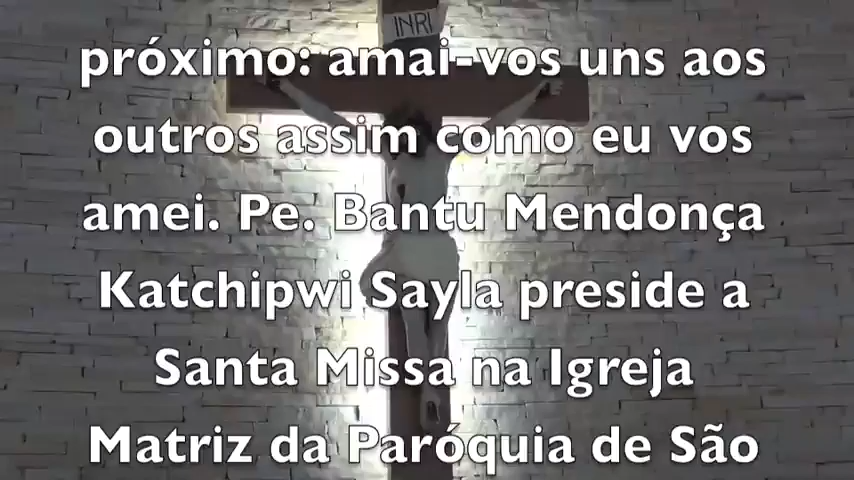 INRI
próximo: amai-vos uns aos
outros assim como eu vos
amei. Pe. Bantu Mendonça
Katchipwi Sayla preside a
Santa Missa na Igreja
Matriz da Paróquia de São